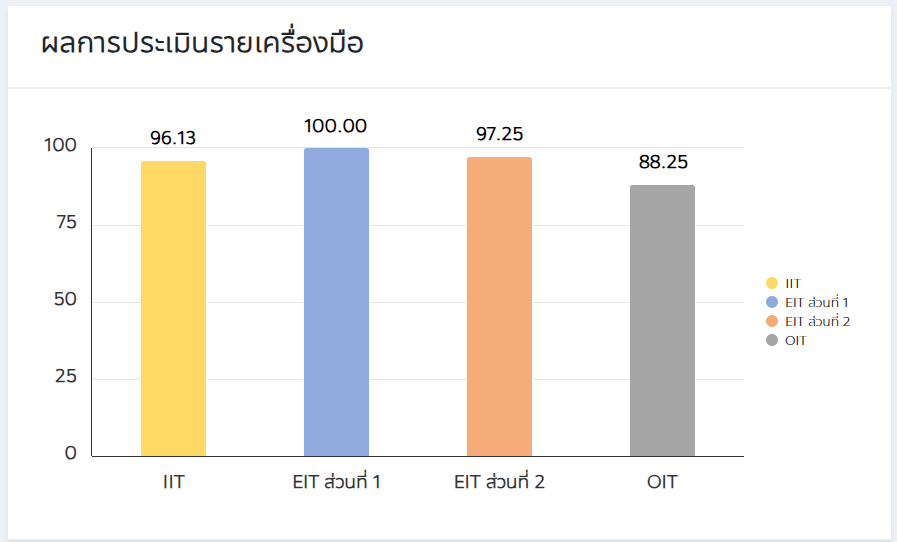 ผลการประเมินรายเครื่องมือ
100.00
97.25
96.13
88.25
100
75
50
25
0
IIT
EIT ส่วนที่ 1
EIT ส่วนที่ 2
OIT
IIT
EIT ส่วนที่ 1
EIT ส่วนที่ 2
OIT